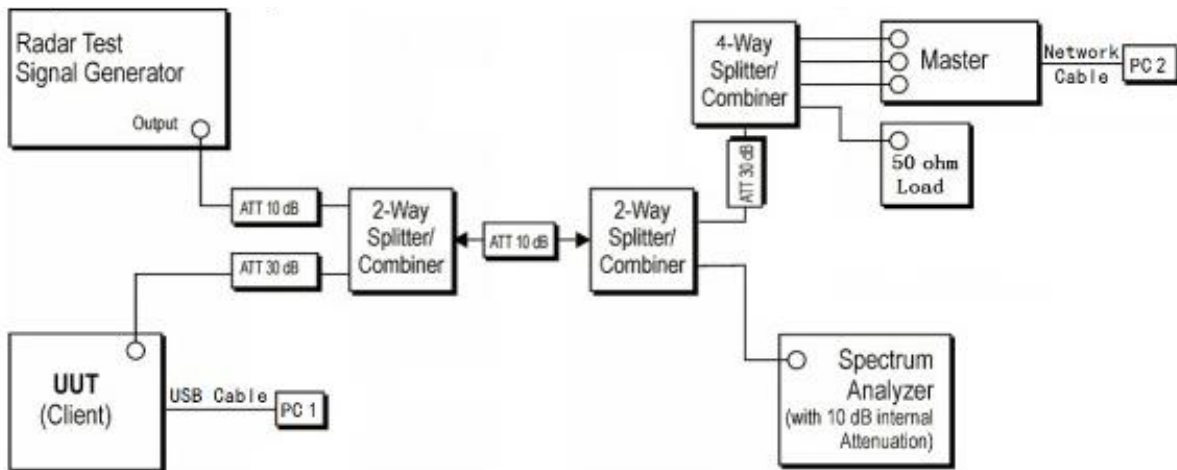 Radar Test
Signal Generator
Output
ATT 10 dB
ATT 30 dB
2-Way
Splitter/
Combiner
ATT 10 dB
2-Way
Splitter/
Combiner
ATT 30 dB
4-Way
Splitter/
Combiner
Master
Network
Cable
PC 2
50 ohm
Load
UUT
(Client)
USB Cable
PC 1
Spectrum
Analyzer
(with 10 dB internal
Attenuation)